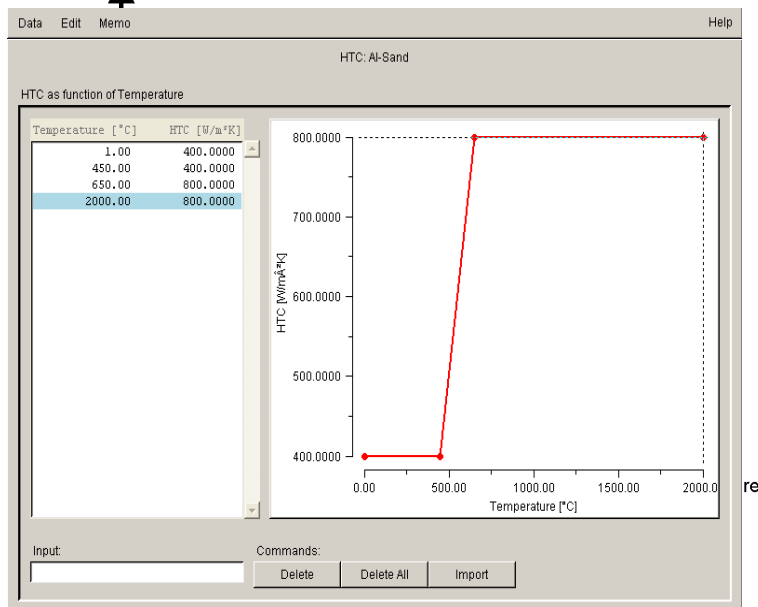 Data Edit Memo Help
HTC: Al-Sand
HTC as function of Temperature
Temperature [°C] HTC [W/m²K]
1.00 400.0000
450.00 400.0000
650.00 800.0000
2000.00 800.0000
800.0000
700.0000
600.0000
500.0000
400.0000
HTC [W/mÂ²K]
0.00 500.00 1000.00 1500.00 2000.0
Temperature [°C]
re
Input:
Commands:
Delete Delete All Import